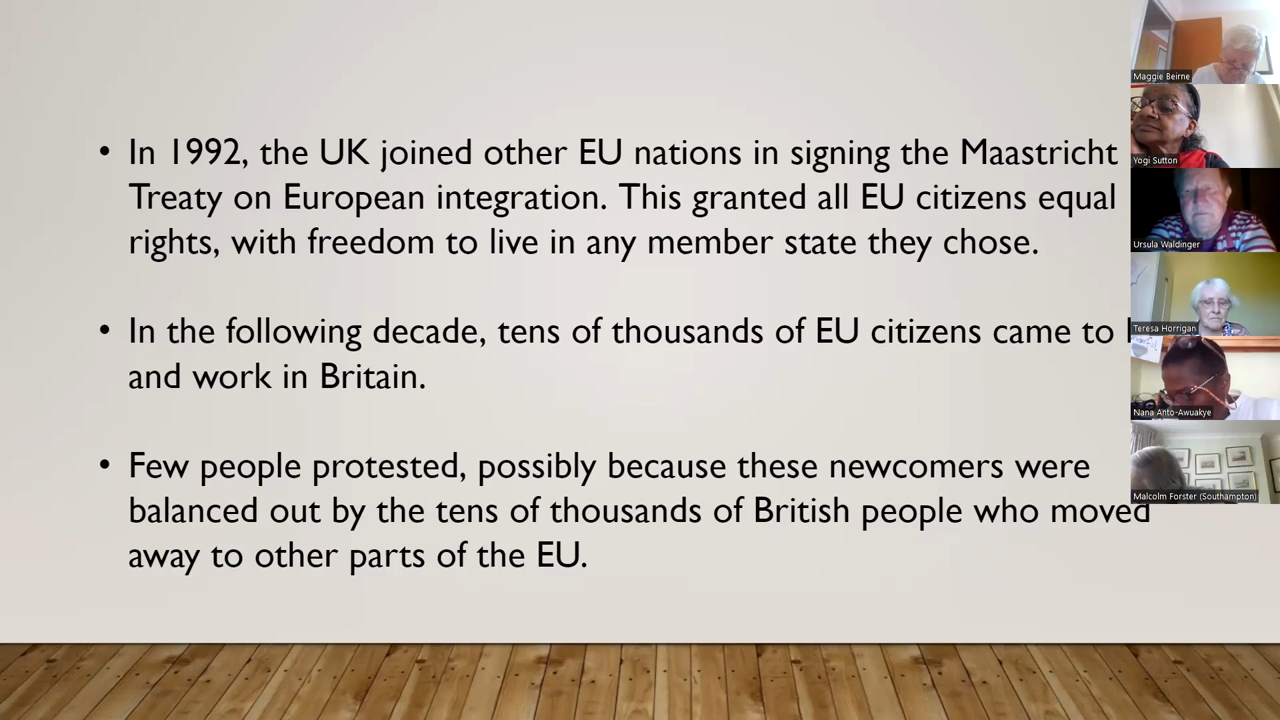 • In 1992, the UK joined other EU nations in signing the Maastricht
Treaty on European integration. This granted all EU citizens equal
rights, with freedom to live in any member state they chose.
• In the following decade, tens of thousands of EU citizens came to
and work in Britain.
• Few people protested, possibly because these newcomers were
balanced out by the tens of thousands of British people who moved
away to other parts of the EU.
Maggie Beirne
Yogi Sutton
Ursula Waldinger
Teresa Horrigan
Nana Anto-Awuakye
Malcolm Forster (Southampton)